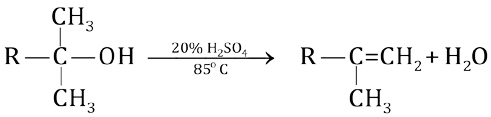 CH₃
R—C—OH 20% H₂SO₄ R—C=CH₂ + H₂O
85° C
CH₃ CH₃